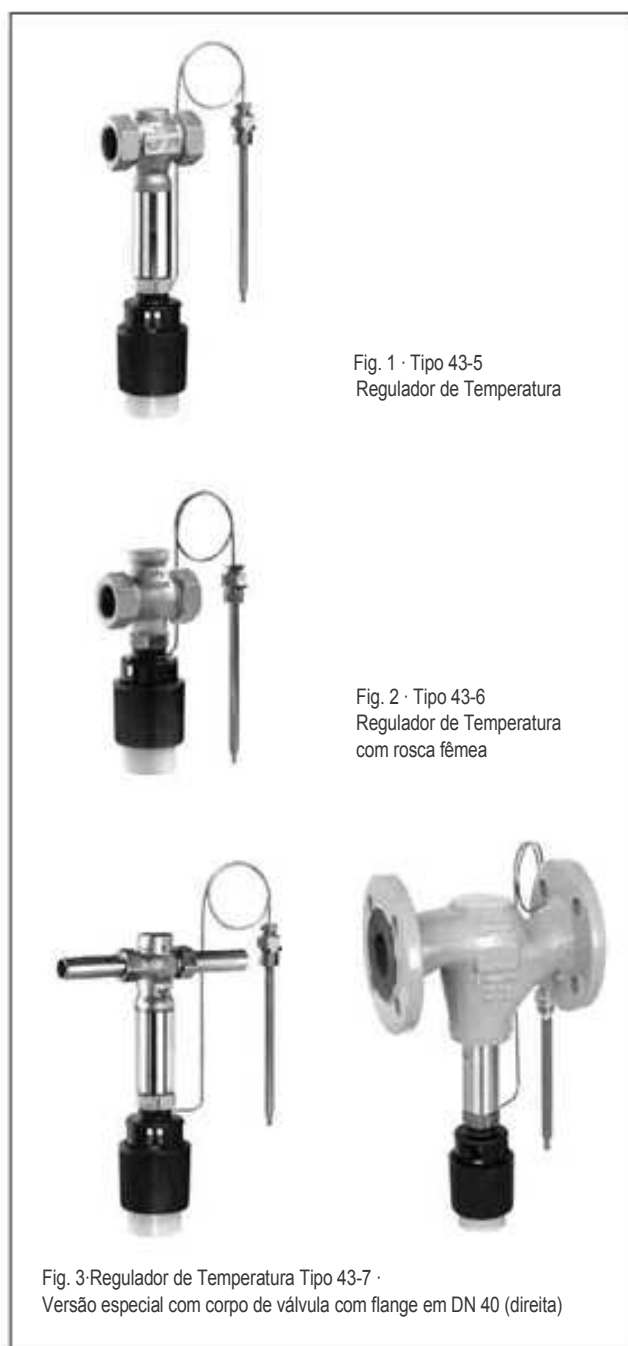 Fig. 1 · Tipo 43-5
Regulador de Temperatura
Fig. 2 · Tipo 43-6
Regulador de Temperatura
com rosca fêmea
Fig. 3·Regulador de Temperatura Tipo 43-7 ·
Versão especial com corpo de válvula com flange em DN 40 (direita)